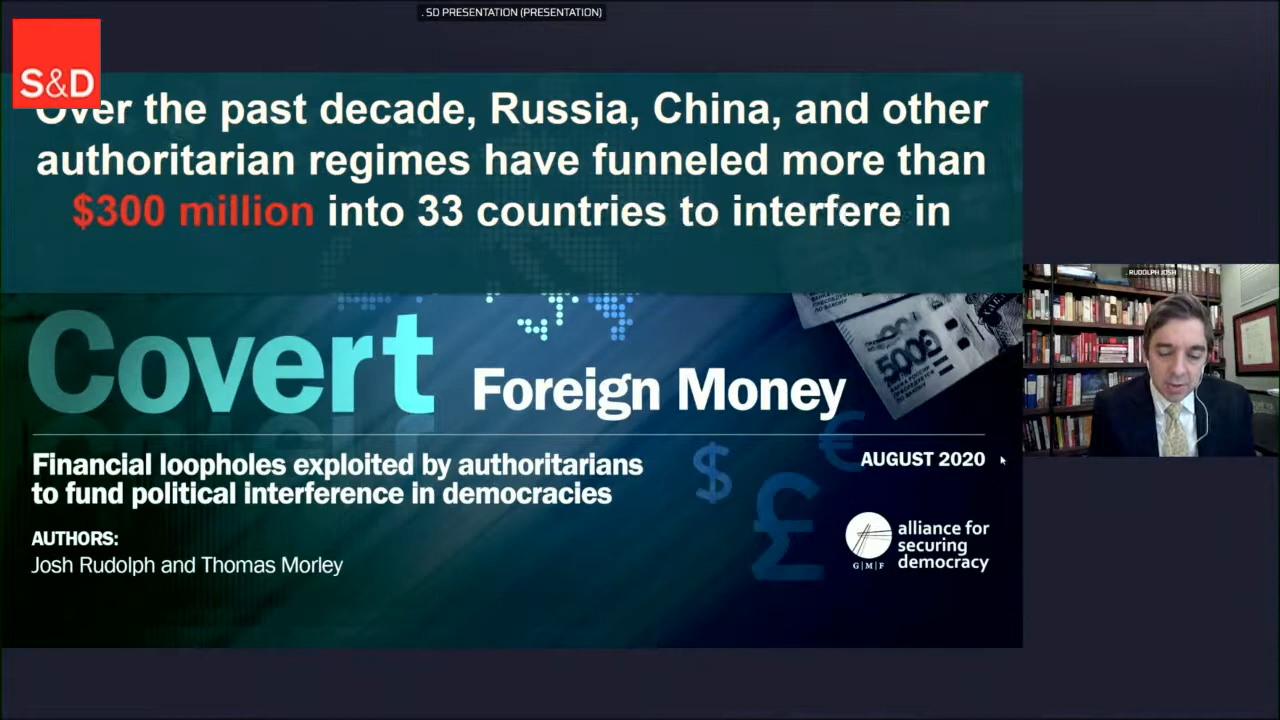 . SD PRESENTATION (PRESENTATION)
S&D
Over the past decade, Russia, China, and other
authoritarian regimes have funneled more than
$300 million into 33 countries to interfere in
Covert Foreign Money
Financial loopholes exploited by authoritarians
to fund political interference in democracies
AUGUST 2020
AUTHORS:
Josh Rudolph and Thomas Morley
alliance for
securing
democracy
G|M|F
. RUDOLPH JOSH
5000
$
€
£